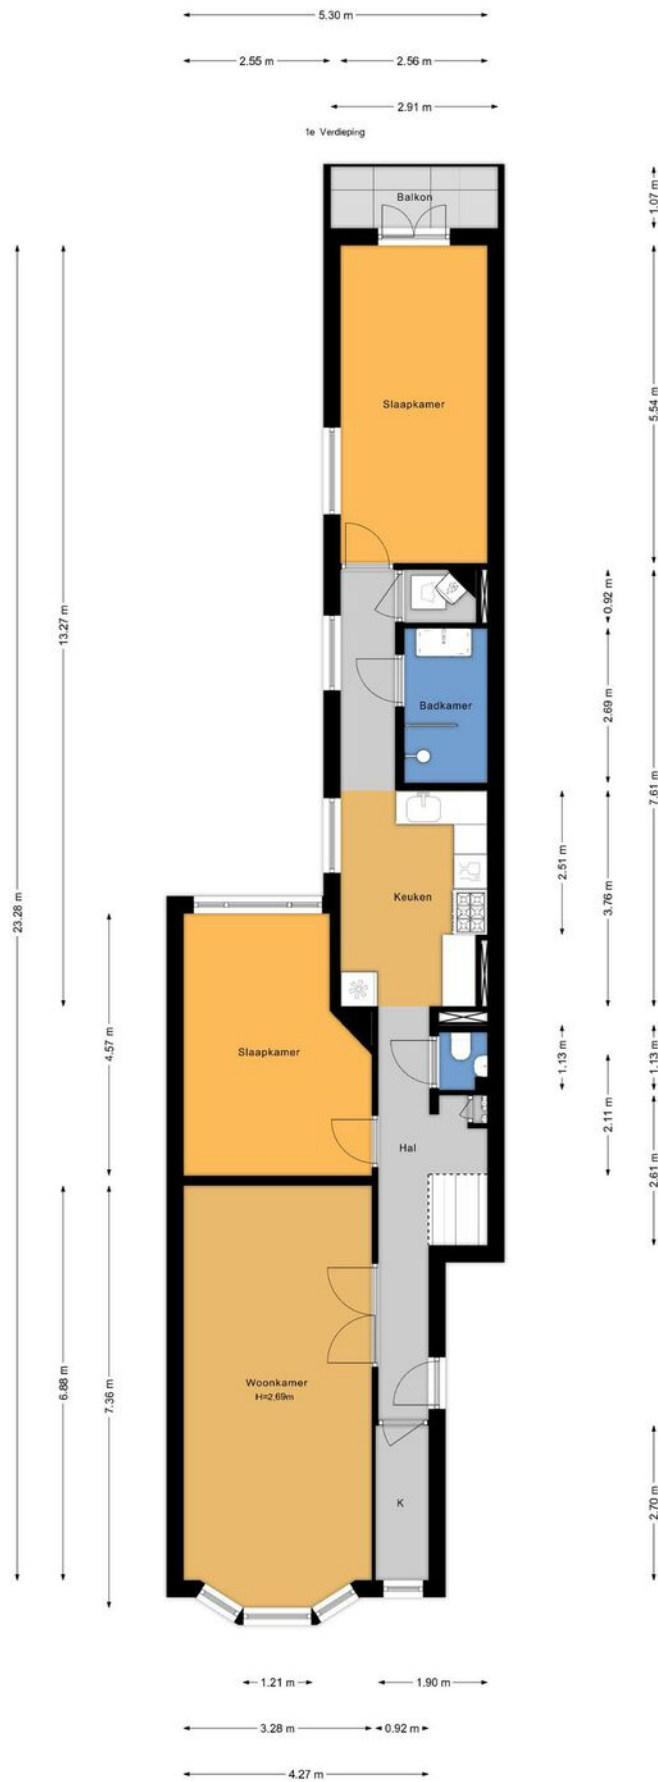 5.30 m
2.55 m
2.56 m
2.91 m
1e Verdieping
Balkon
1.07 m
Slaapkamer
5.54 m
13.27 m
0.92 m
Badkamer
2.69 m
7.61 m
23.28 m
Keuken
2.51 m
3.76 m
4.57 m
Slaapkamer
1.13 m
1.13 m
2.11 m
Hal
2.61 m
6.88 m
7.36 m
Woonkamer
H=2,69m
K
2.70 m
1.21 m
1.90 m
3.28 m
0.92 m
4.27 m